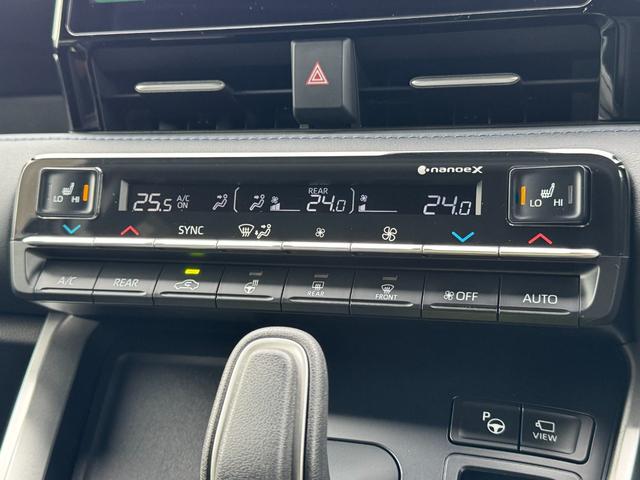 nanoeX
LO HI
25.5 A/C ON
REAR
24.0
24.0
LO HI
SYNC
A/C
REAR
REAR
FRONT
OFF
AUTO
P
VIEW